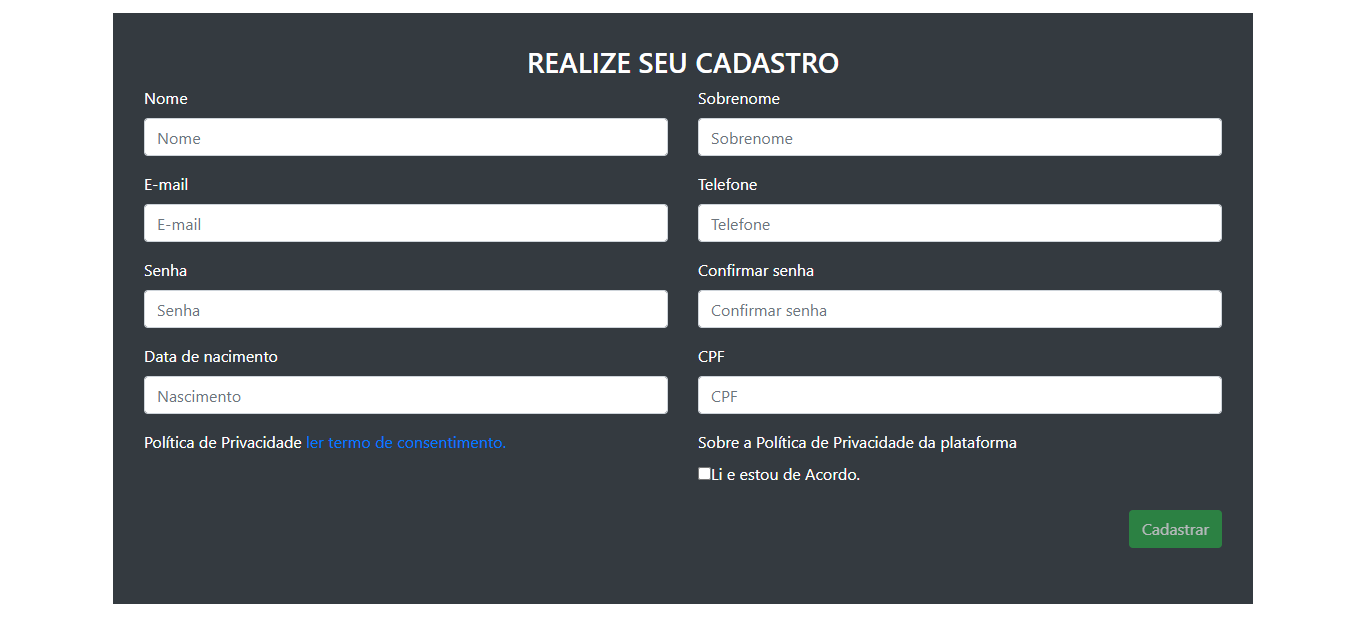 REALIZE SEU CADASTRO
Nome
Sobrenome
Nome
Sobrenome
E-mail
Telefone
E-mail
Telefone
Senha
Confirmar senha
Senha
Confirmar senha
Data de nacimento
CPF
Nascimento
CPF
Política de Privacidade ler termo de consentimento.
Sobre a Política de Privacidade da plataforma
Li e estou de Acordo.
Cadastrar